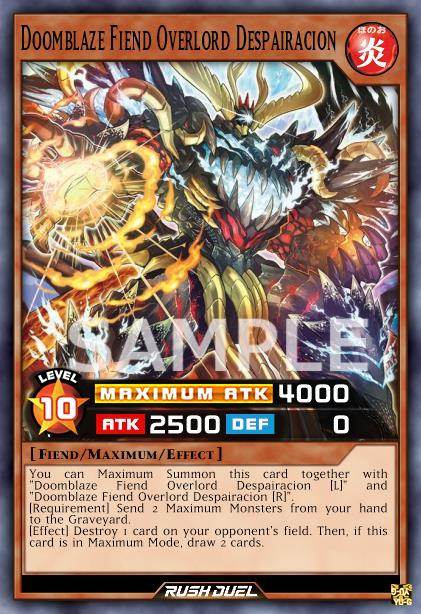 Doomblaze Fiend Overlord Despairacion
ほのお
炎
SAMPLE
LEVEL
10
MAXIMUM ATK 4000
ATK 2500 DEF 0
[Fiend/Maximum/Effect]
You can Maximum Summon this card together with
"Doomblaze Fiend Overlord Despairacion [L]" and
"Doomblaze Fiend Overlord Despairacion [R]".
[Requirement] Send 2 Maximum Monsters from your hand
to the Graveyard.
[Effect] Destroy 1 card on your opponent's field. Then, if this
card is in Maximum Mode, draw 2 cards.
RUSH DUEL